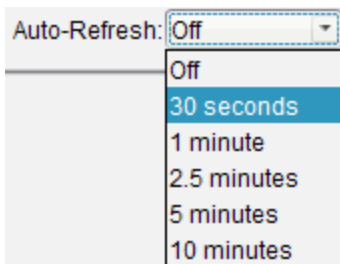 Auto-Refresh: Off
Off
30 seconds
1 minute
2.5 minutes
5 minutes
10 minutes